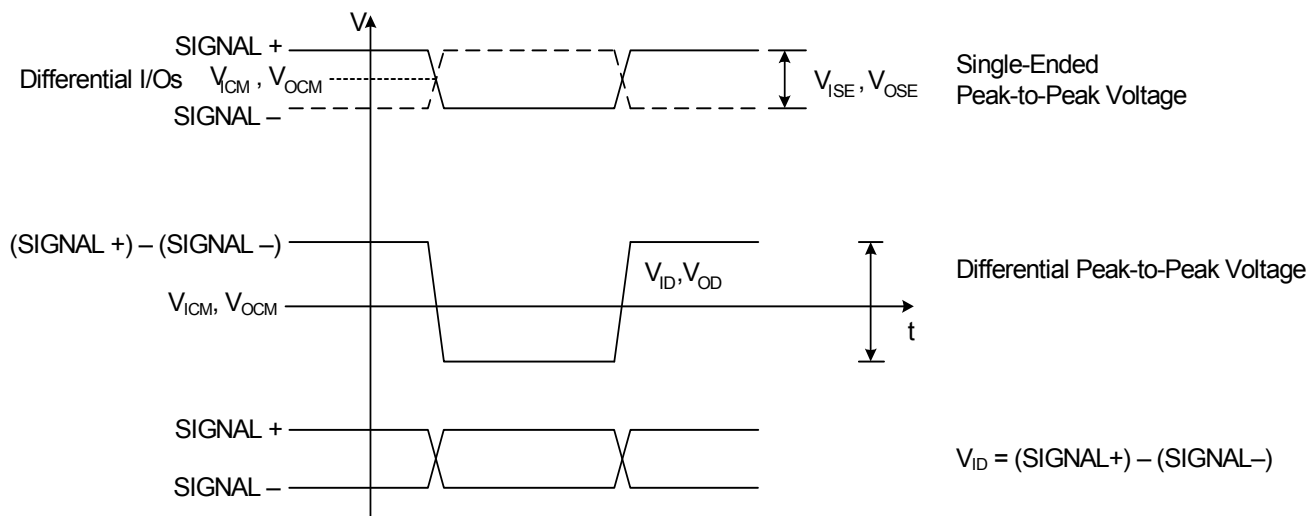 V
SIGNAL +
Differential I/Os V_ICM , V_OCM
SIGNAL –
V_ISE , V_OSE
Single-Ended
Peak-to-Peak Voltage
(SIGNAL +) – (SIGNAL –)
V_ID,V_OD
Differential Peak-to-Peak Voltage
V_ICM, V_OCM
t
SIGNAL +
SIGNAL –
V_ID = (SIGNAL+) – (SIGNAL–)